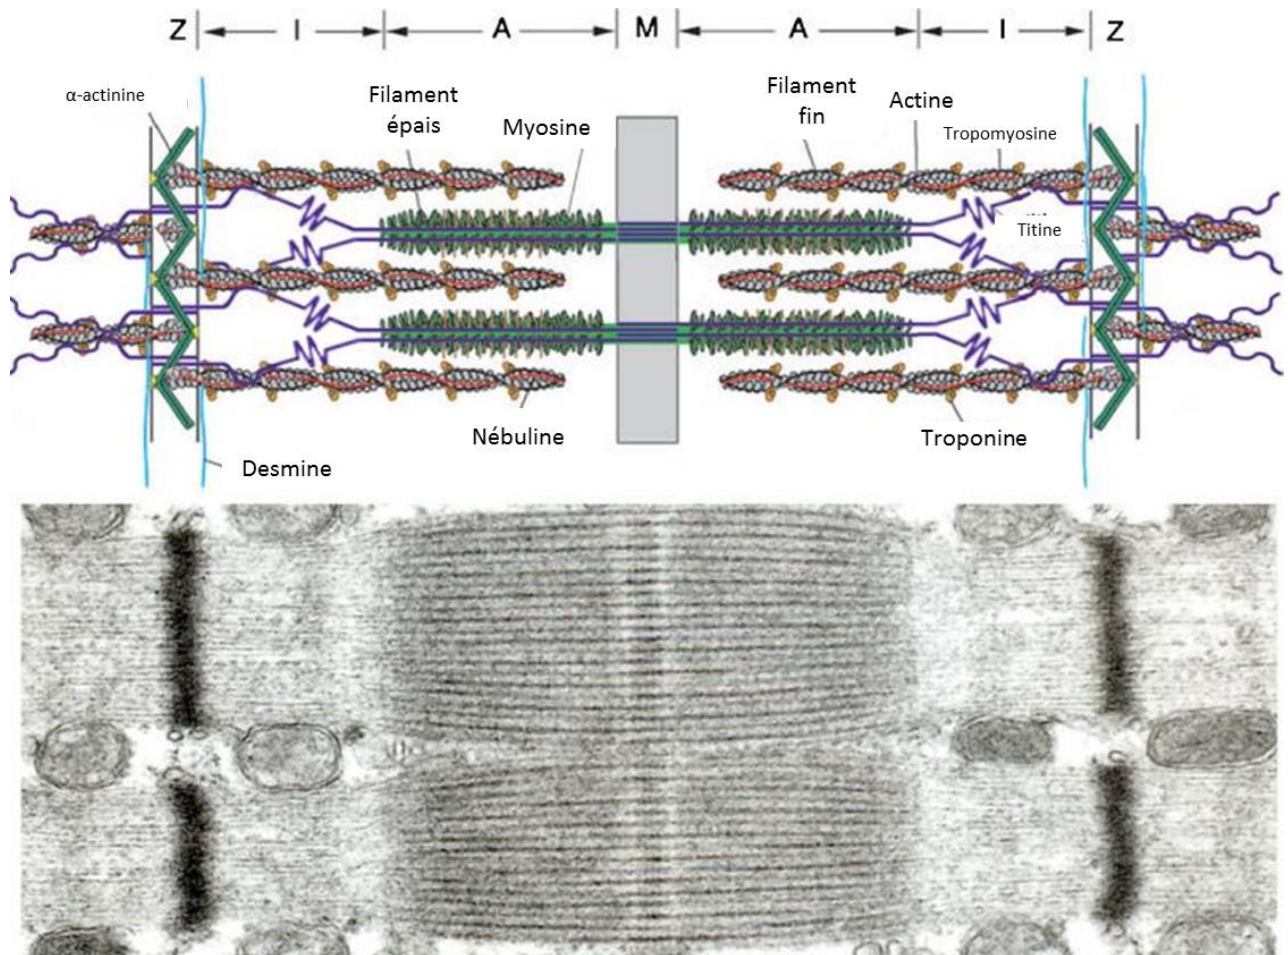 Z I A M A I Z
α-actinine
Filament
épais
Myosine
Filament
fin
Actine
Tropomyosine
Titine
Nébuline
Troponine
Desmine